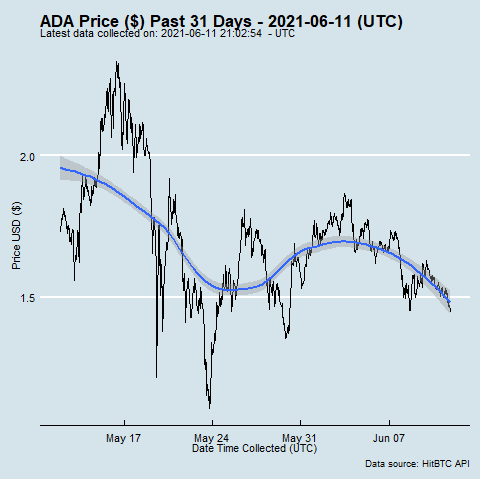 ADA Price ($) Past 31 Days - 2021-06-11 (UTC)
Latest data collected on: 2021-06-11 21:02:54 - UTC
2.0
1.5
Price USD ($)
May 17
May 24
May 31
Jun 07
Date Time Collected (UTC)
Data source: HitBTC API